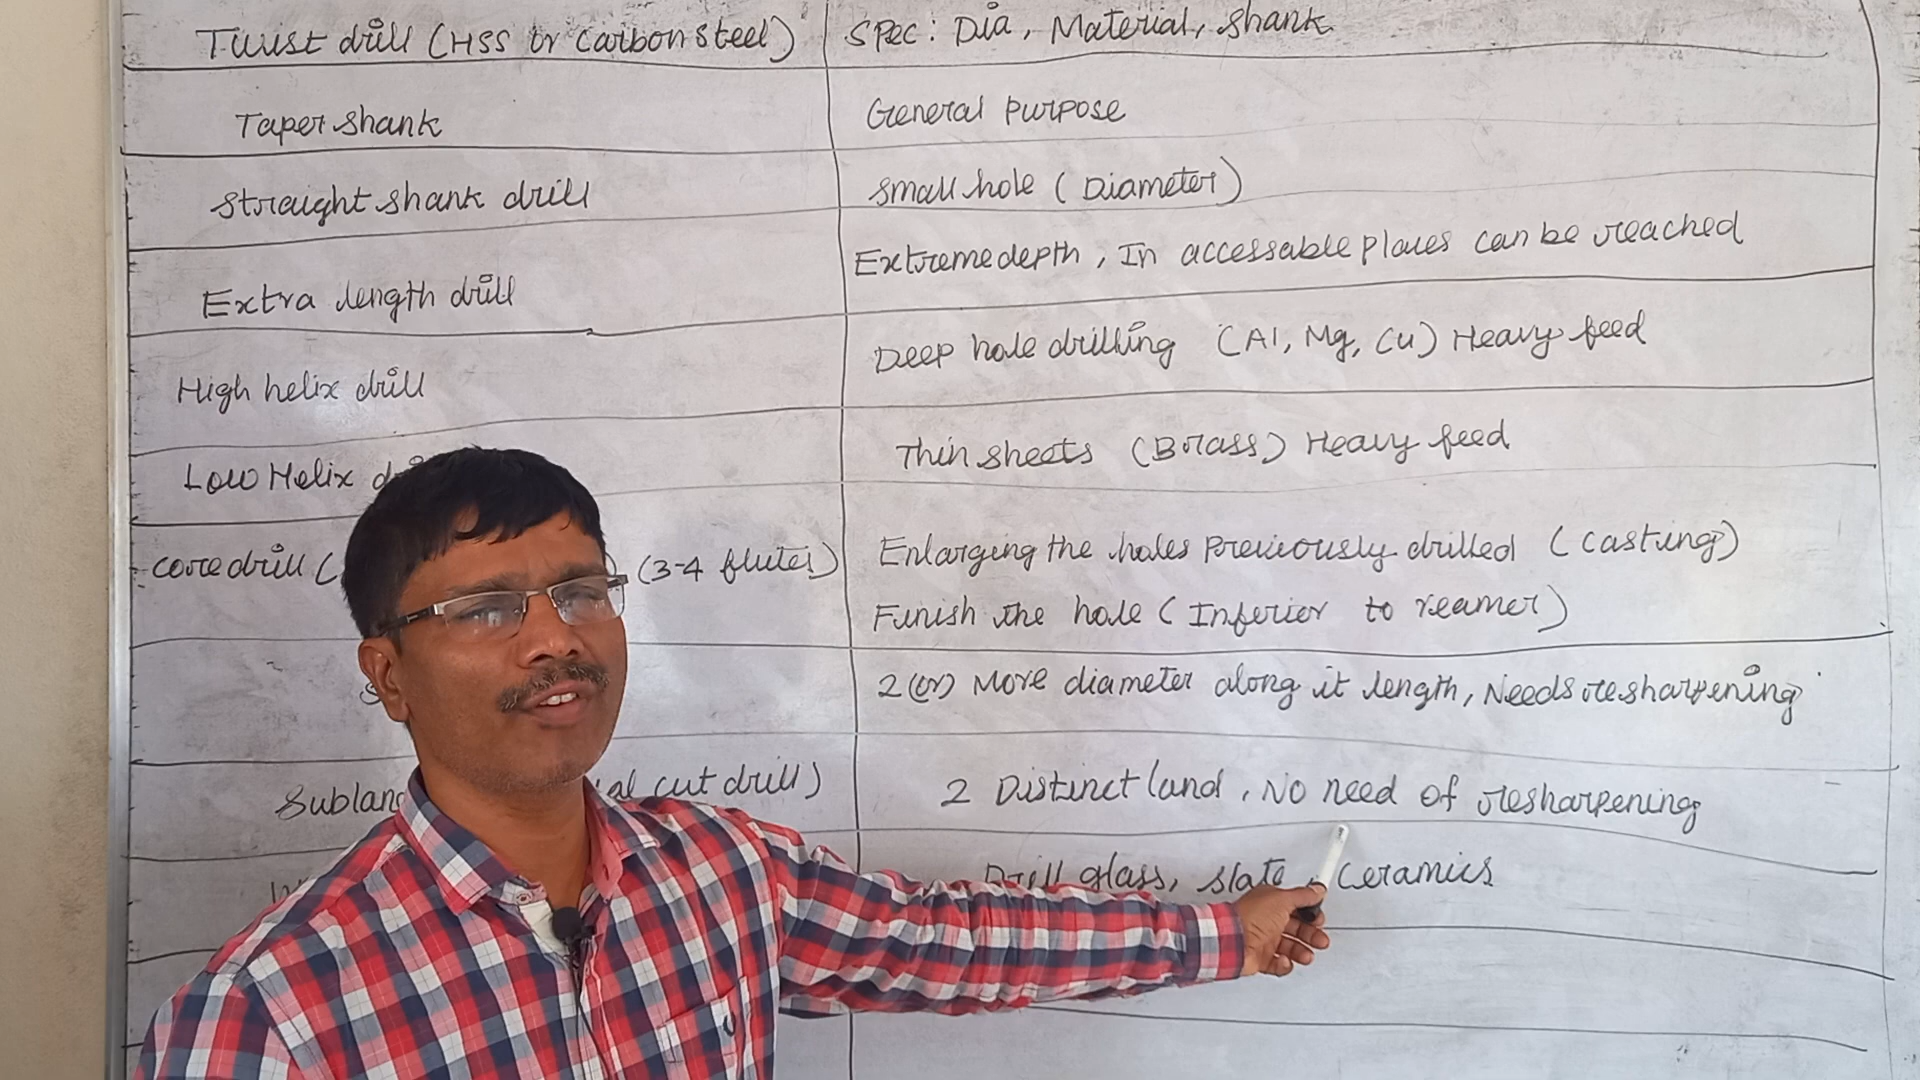 Twist drill (HSS or Carbon steel) Spec: Dia, Material, shank
Taper shank General purpose
Straight shank drill Small hole (Diameter)
Extra length drill Extreme depth, In accessable places can be reached
High helix drill Deep hole drilling (Al, Mg, Cu) Heavy feed
Low Helix Thin sheets (Brass) Heavy feed
core drill ( (3-4 flutes) Enlarging the holes previously drilled (casting)
Finish the hole (Inferior to reamer)
2 (or) More diameter along it length, Needs resharpening
cut drill) 2 Distinct land, No need of resharpening
Drill glass, slate, ceramics